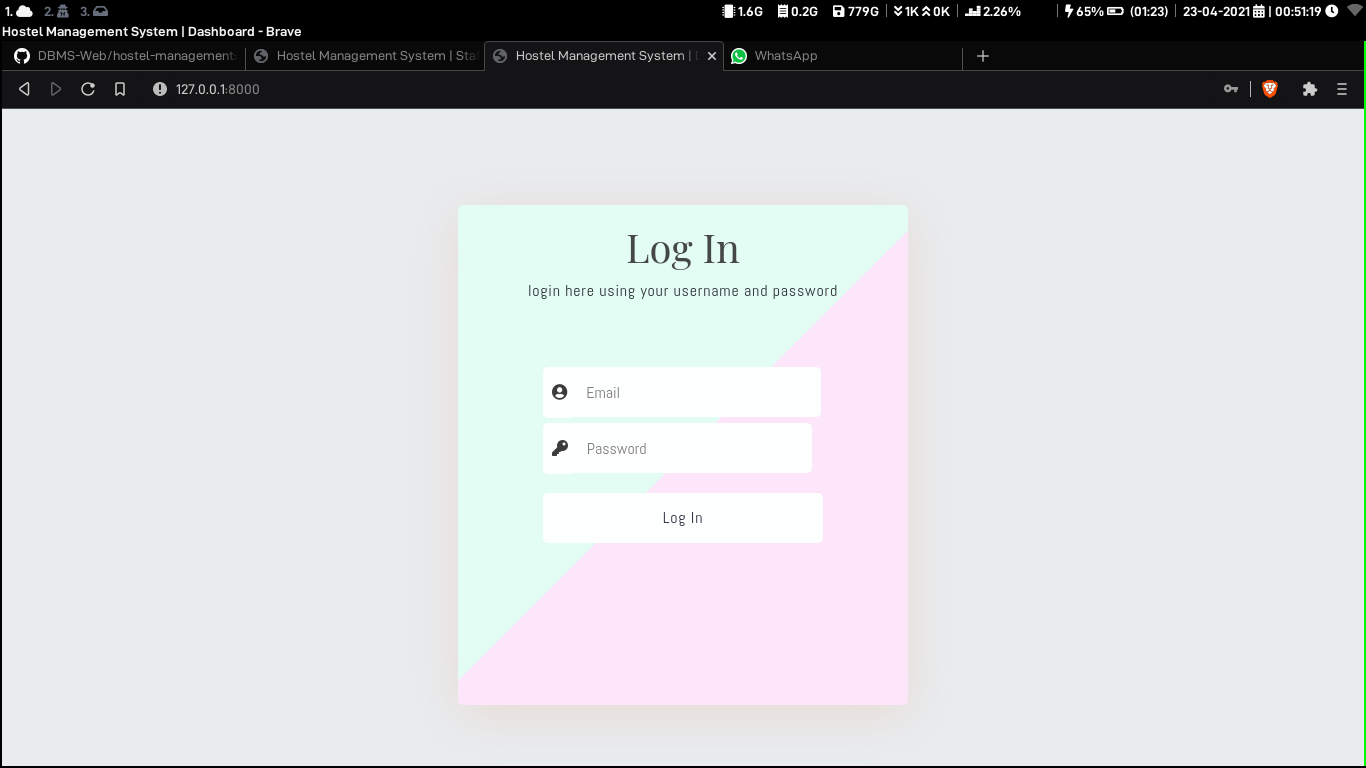 1. 2. 3. 1.6G 0.2G 779G 1K 0K 2.26% 65% (01:23) 23-04-2021 | 00:51:19
Hostel Management System | Dashboard - Brave
DBMS-Web/hostel-management Hostel Management System | Sta Hostel Management System | WhatsApp
127.0.0.1:8000
Log In
login here using your username and password
Email
Password
Log In